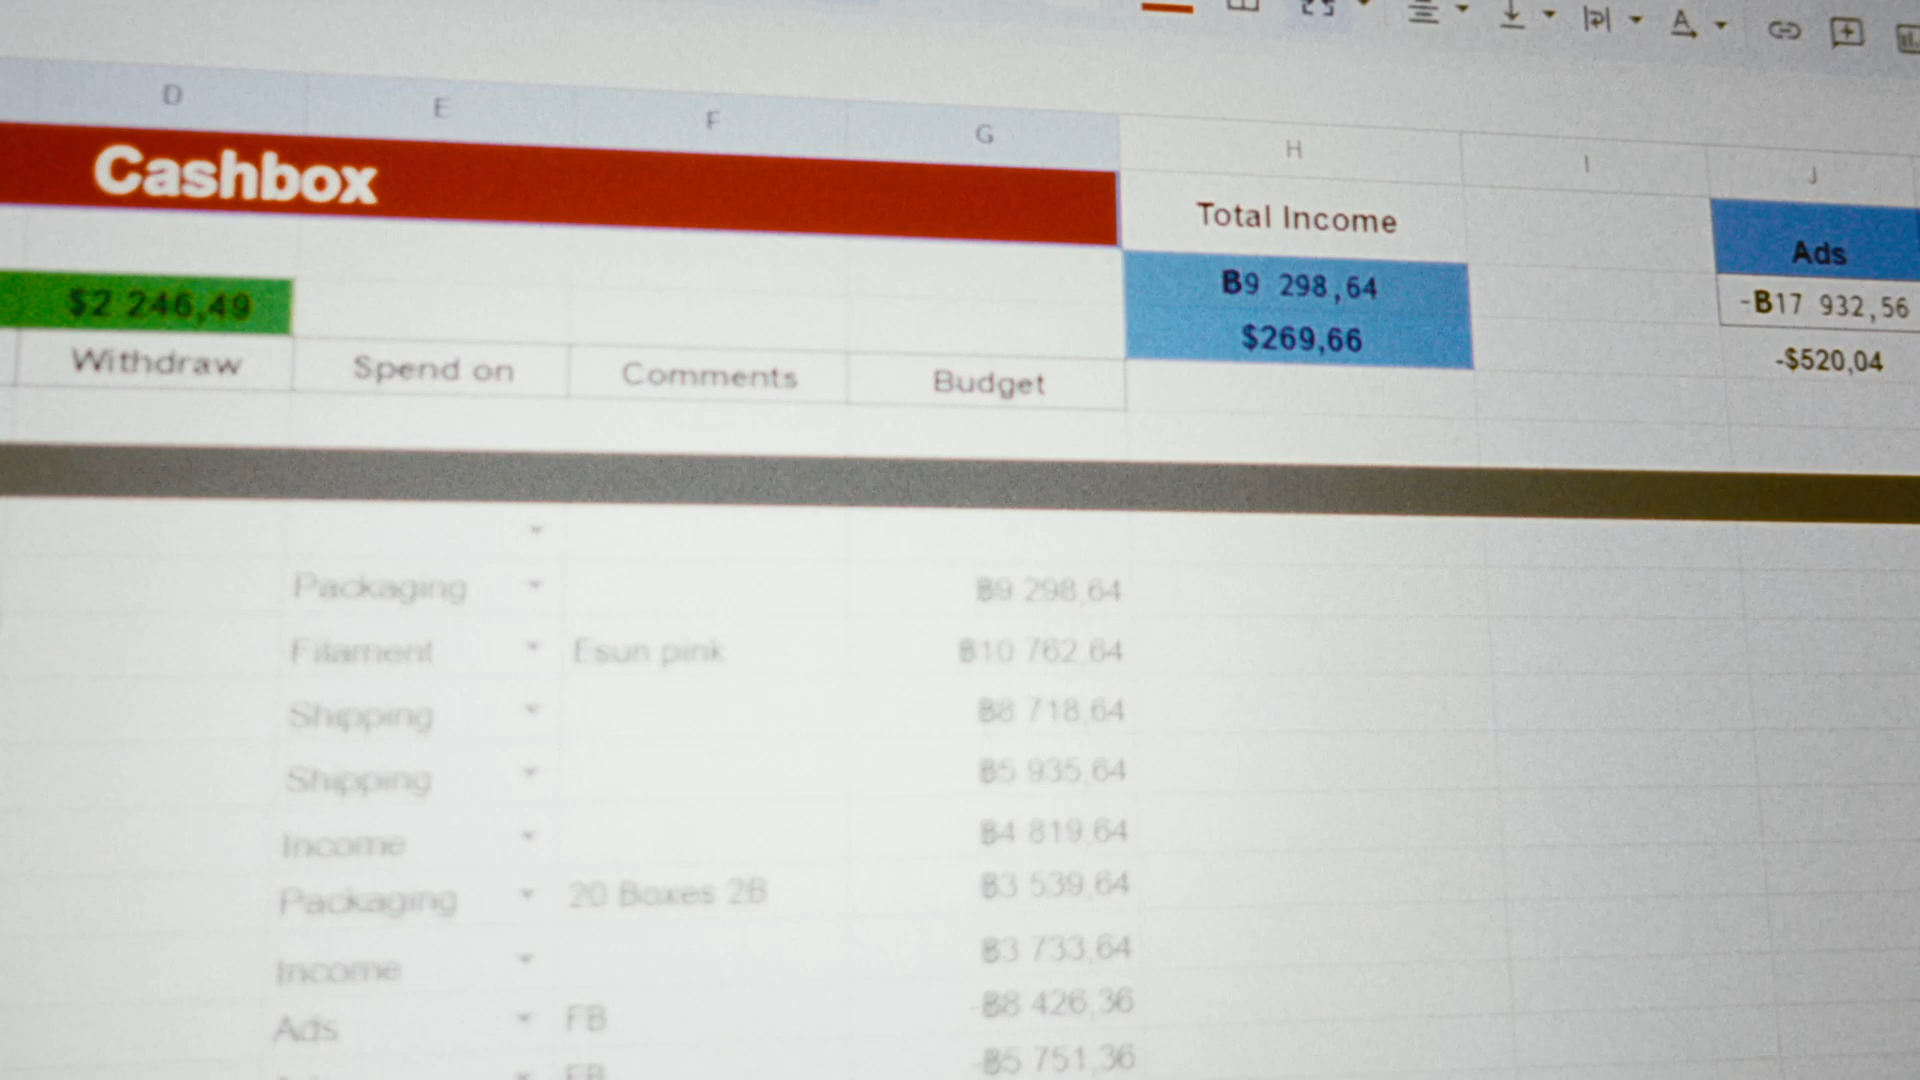 D E F G H I J
Cashbox
Total Income
Ads
$2 246,49
฿9 298,64
-฿17 932,56
$269,66
-$520,04
Withdraw Spend on Comments Budget
Packaging ฿9 298,64
Filament Esun pink ฿10 762,64
Shipping ฿8 718,64
Shipping ฿5 935,64
Income ฿4 819,64
Packaging 20 Boxes 2B ฿3 539,64
Income ฿3 733,64
Ads FB -฿8 426,36
FB -฿5 751,36